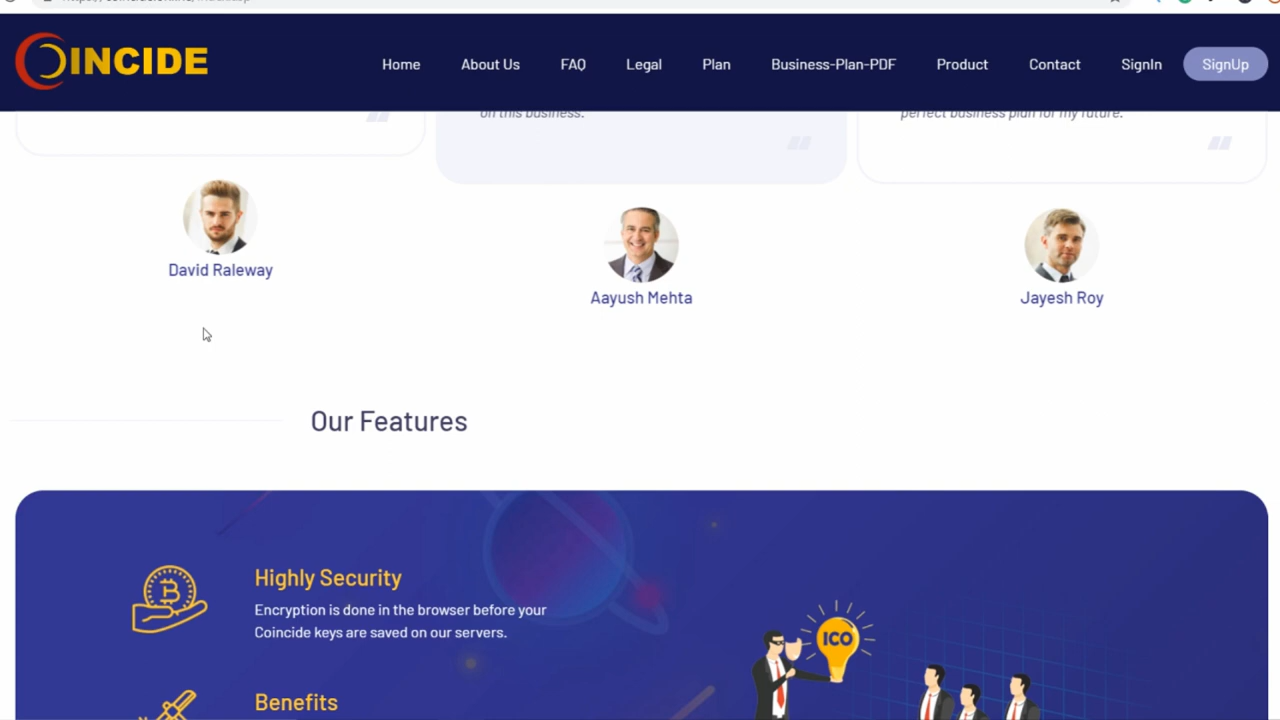 COINCIDE
Home About Us FAQ Legal Plan Business-Plan-PDF Product Contact SignIn SignUp
on this business.
perfect business plan for my future.
David Raleway
Aayush Mehta
Jayesh Roy
Our Features
Highly Security
Encryption is done in the browser before your
Coincide keys are saved on our servers.
ICO
Benefits